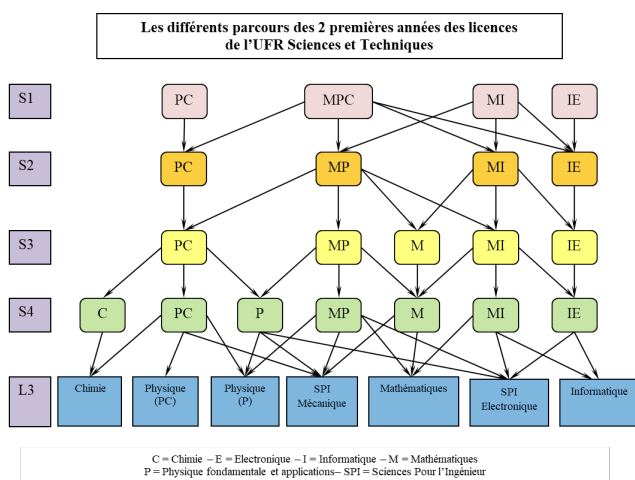 Les différents parcours des 2 premières années des licences
de l'UFR Sciences et Techniques
S1
PC
MPC
MI
IE
S2
PC
MP
MI
IE
S3
PC
MP
M
MI
IE
S4
C
PC
P
MP
M
MI
IE
L3
Chimie
Physique
(PC)
Physique
(P)
SPI
Mécanique
Mathématiques
SPI
Electronique
Informatique
C = Chimie – E = Electronique – I = Informatique – M = Mathématiques
P = Physique fondamentale et applications– SPI = Sciences Pour l'Ingénieur